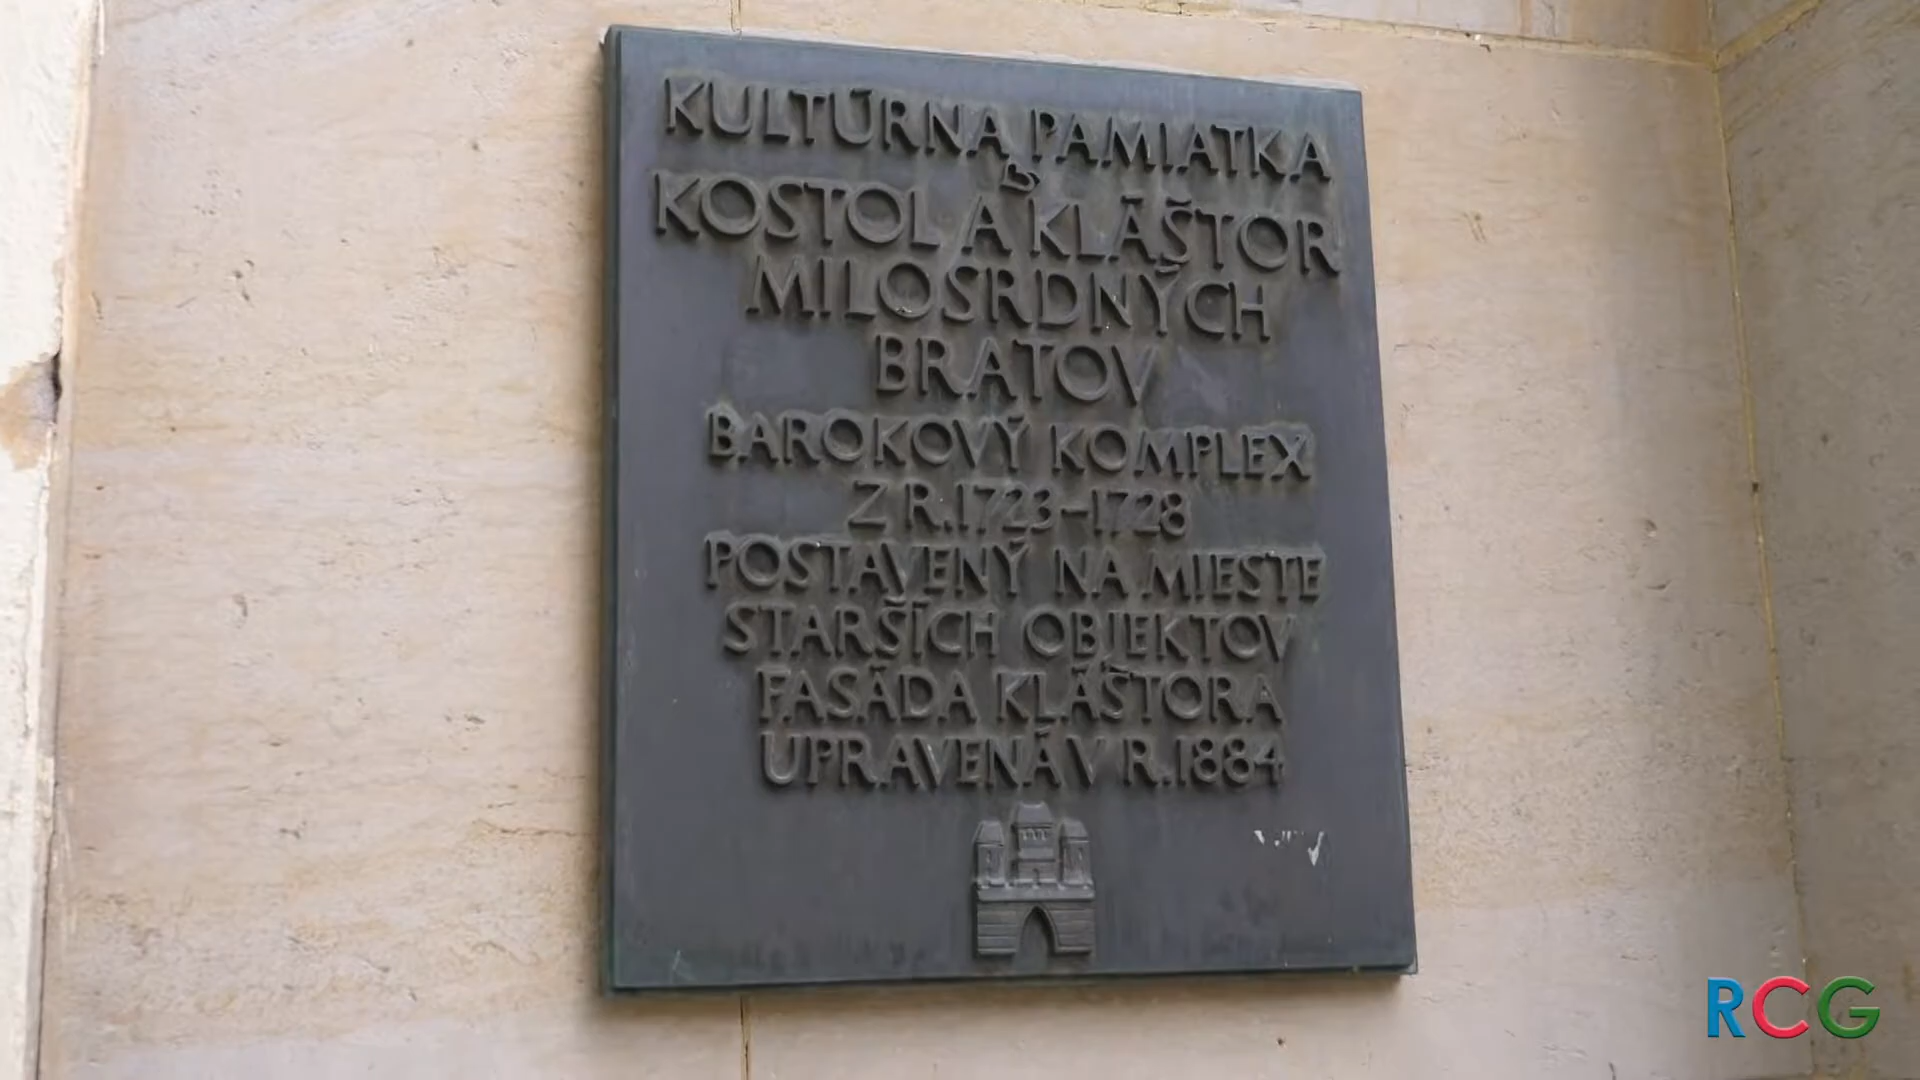 KULTÚRNA PAMIATKA
KOSTOL A KLÁŠTOR
MILOSRDNÝCH
BRATOV
BAROKOVÝ KOMPLEX
Z R. 1723-1728
POSTAVENÝ NA MIESTE
STARŠÍCH OBJEKTOV
FASÁDA KLÁŠTORA
UPRAVENÁ V R. 1884
RCG